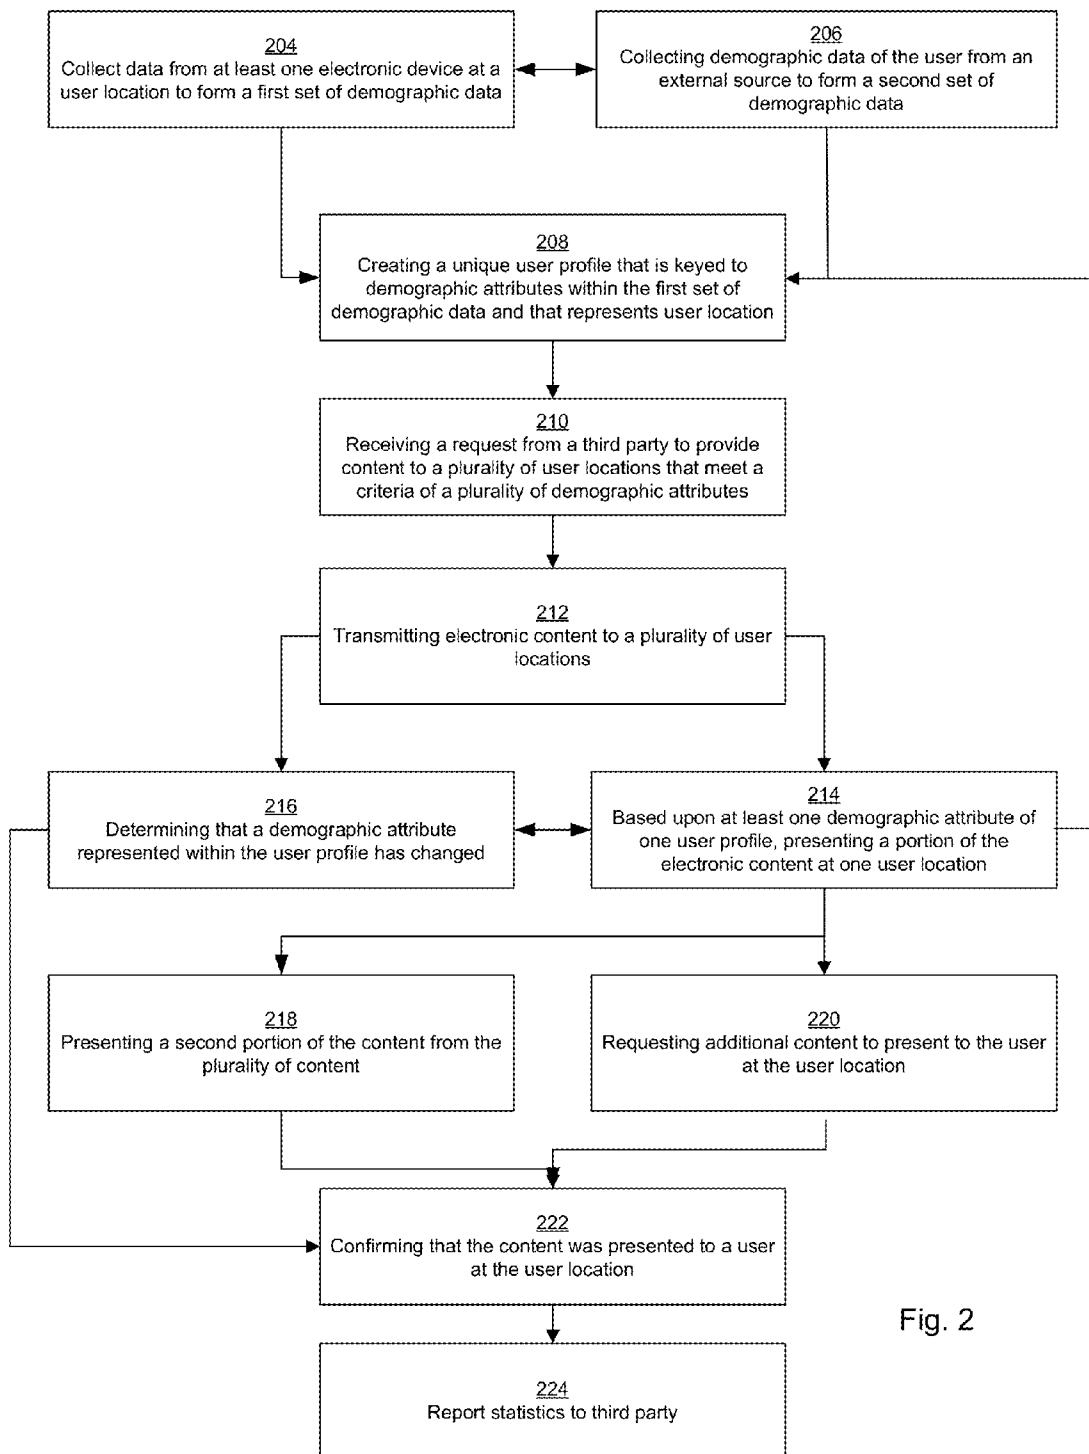 204
Collect data from at least one electronic device at a
user location to form a first set of demographic data
206
Collecting demographic data of the user from an
external source to form a second set of
demographic data
208
Creating a unique user profile that is keyed to
demographic attributes within the first set of
demographic data and that represents user location
210
Receiving a request from a third party to provide
content to a plurality of user locations that meet a
criteria of a plurality of demographic attributes
212
Transmitting electronic content to a plurality of user
locations
216
Determining that a demographic attribute
represented within the user profile has changed
214
Based upon at least one demographic attribute of
one user profile, presenting a portion of the
electronic content at one user location
218
Presenting a second portion of the content from the
plurality of content
220
Requesting additional content to present to the user
at the user location
222
Confirming that the content was presented to a user
at the user location
Fig. 2
224
Report statistics to third party